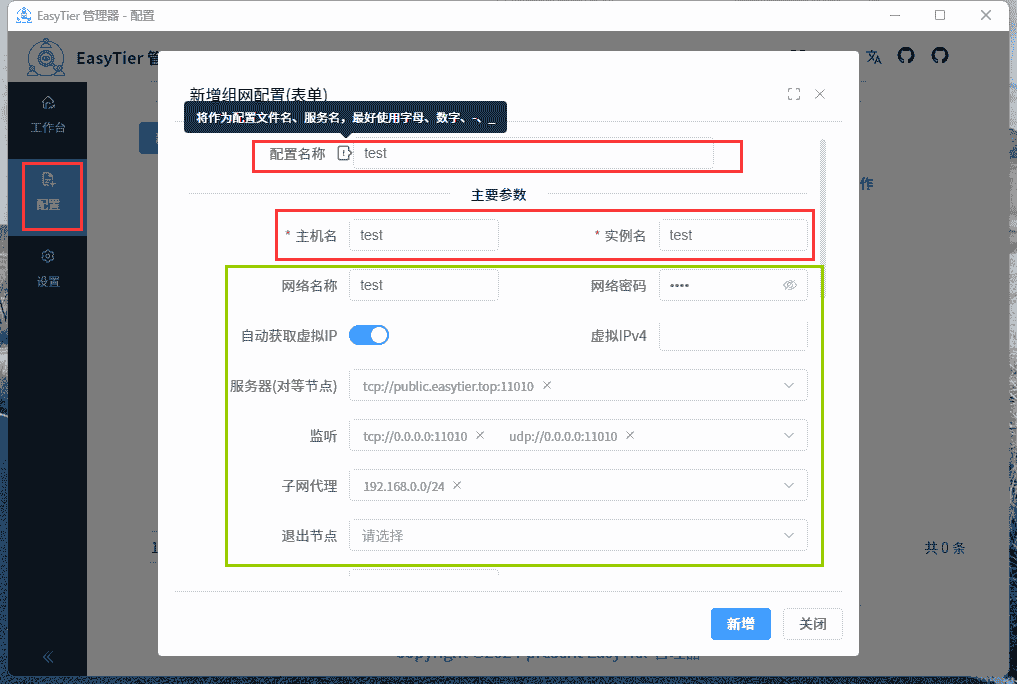 EasyTier 管理器 - 配置
EasyTier 管
工作台
配置
设置
新增组网配置(表单)
将作为配置文件名、服务名，最好使用字母、数字、-、_
配置名称 test
主要参数
* 主机名 test * 实例名 test
网络名称 test 网络密码 ••••
自动获取虚拟IP 虚拟IPv4
服务器(对等节点) tcp://public.easytier.top:11010 ×
监听 tcp://0.0.0.0:11010 × udp://0.0.0.0:11010 ×
子网代理 192.168.0.0/24 ×
退出节点 请选择
作
共 0 条
新增 关闭